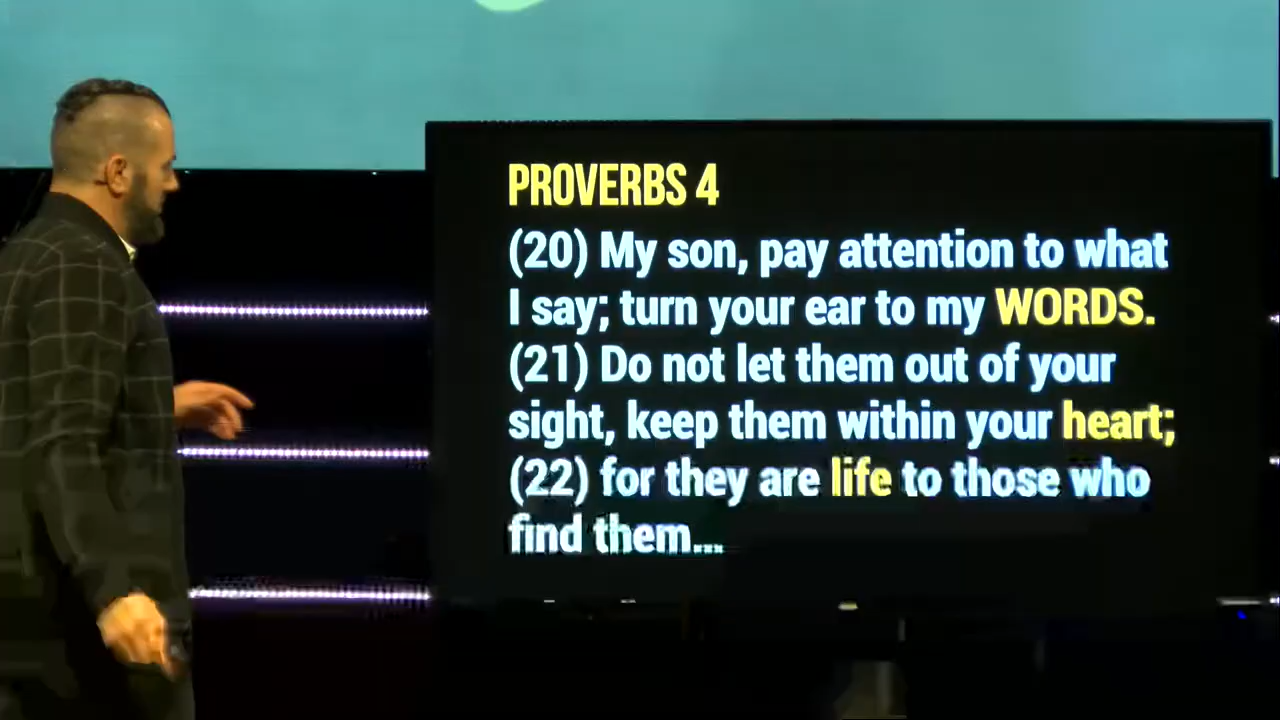 PROVERBS 4
(20) My son, pay attention to what
I say; turn your ear to my WORDS.
(21) Do not let them out of your
sight, keep them within your heart;
(22) for they are life to those who
find them...